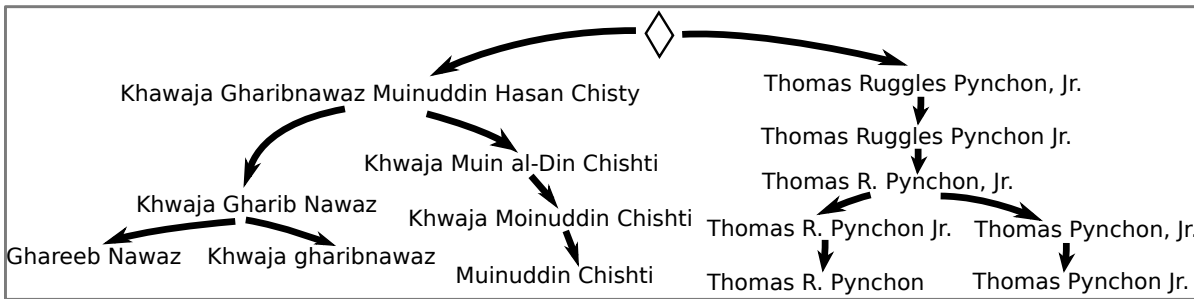 Khawaja Gharibnawaz Muinuddin Hasan Chisty
Thomas Ruggles Pynchon, Jr.
Thomas Ruggles Pynchon Jr.
Khwaja Muin al-Din Chishti
Thomas R. Pynchon, Jr.
Khwaja Gharib Nawaz
Khwaja Moinuddin Chishti
Thomas R. Pynchon Jr.
Thomas Pynchon, Jr.
Ghareeb Nawaz
Khwaja gharibnawaz
Muinuddin Chishti
Thomas R. Pynchon
Thomas Pynchon Jr.